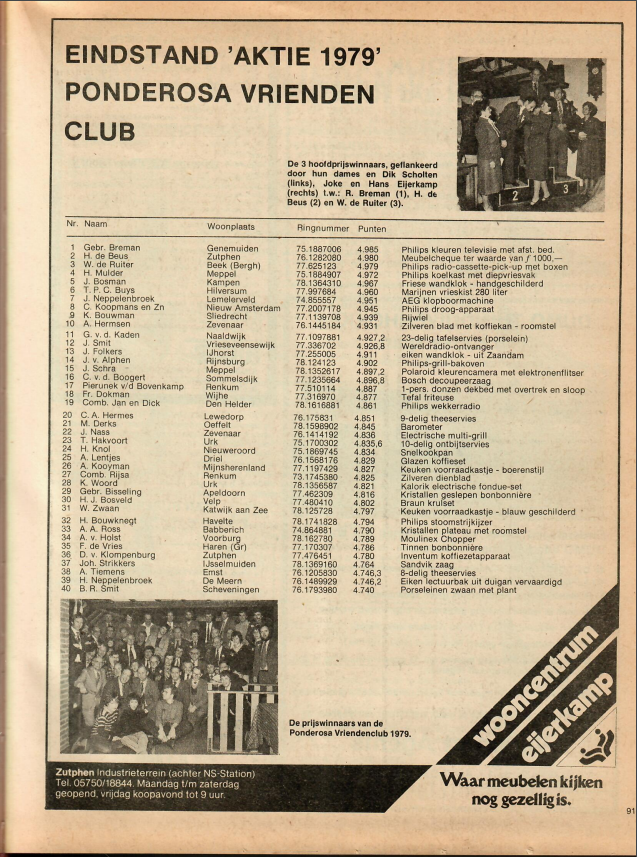 EINDSTAND 'AKTIE 1979'
PONDEROSA VRIENDEN
CLUB
De 3 hoofdprijswinnaars, geflankeerd
door hun dames en Dik Scholten
(links), Joke en Hans Eijerkamp
(rechts) t.w.: R. Breman (1), H. de
Beus (2) en W. de Ruiter (3).
2 3
Nr. Naam Woonplaats Ringnummer Punten
1 Gebr. Breman Genemuiden 75.1887006 4.985 Philips kleuren televisie met afst. bed.
2 H. de Beus Zutphen 76.1282080 4.980 Meubelcheque ter waarde van ƒ 1000,—
3 W. de Ruiter Beek (Bergh) 77.625123 4.979 Philips radio-cassette-pick-up met boxen
4 H. Mulder Meppel 75.1884907 4.972 Philips koelkast met diepvriesvak
5 J. Bosman Kampen 78.1364310 4.967 Friese wandklok - handgeschilderd
6 T. P. C. Buys Hilversum 77.997684 4.960 Marijnen vrieskist 280 liter
7 J. Neppelenbroek Lemelerveld 74.855557 4.951 AEG klopboormachine
8 C. Koopmans en Zn Nieuw Amsterdam 77.2007178 4.945 Philips droog-apparaat
9 K. Bouwman Sliedrecht 77.1139708 4.939 Rijwiel
10 A. Hermsen Zevenaar 76.1445184 4.931 Zilveren blad met koffiekan - roomstel
11 G. v. d. Kaden Naaldwijk 77.1097881 4.927,2 23-delig tafelservies (porselein)
12 J. Smit Vrieseveensewijk 77.336702 4.926,8 Wereldradio-ontvanger
13 J. Folkers IJhorst 77.255005 4.911 eiken wandklok - uit Zaandam
14 J. v. Alphen Rijnsburg 78.124123 4.902 Philips-grill-bakoven
15 J. Schra Meppel 78.1352617 4.897,2 Polaroid kleurencamera met elektronenflitser
16 C. v. d. Boogert Sommelsdijk 77.1235664 4.896,8 Bosch decoupeerzaag
17 Pierunek v/d Bovenkamp Renkum 77.510114 4.887 1-pers. donzen dekbed met overtrek en sloop
18 Fr. Dokman Wijhe 77.316970 4.877 Tefal friteuse
19 Comb. Jan en Dick Den Helder 78.1616881 4.861 Philips wekkerradio
20 C. A. Hermes Lewedorp 76.175831 4.851 9-delig theeservies
21 M. Derks Oeffelt 78.1598902 4.845 Barometer
22 J. Nass Zevenaar 76.1414192 4.836 Electrische multi-grill
23 T. Hakvoort Urk 75.1700302 4.835,6 10-delig ontbijtservies
24 H. Knol Nieuweroord 75.1869745 4.834 Snelkookpan
25 A. Lentjes Driel 76.1568176 4.829 Glazen koffieset
26 A. Kooyman Mijnsherenland 77.1197429 4.827 Keuken voorraadkastje - boerenstijl
27 Comb. Rijsa Renkum 73.1745380 4.825 Zilveren dienblad
28 K. Woord Urk 78.1356587 4.821 Kalorik electrische fondue-set
29 Gebr. Bisseling Apeldoorn 77.462309 4.816 Kristallen geslepen bonbonnière
30 H. J. Bosveld Velp 77.480410 4.802 Braun krulset
31 W. Zwaan Katwijk aan Zee 78.125728 4.797 Keuken voorraadkastje - blauw geschilderd
32 H. Bouwknegt Havelte 78.1741828 4.794 Philips stoomstrijkijzer
33 A. A. Ross Babberich 74.864881 4.790 Kristallen plateau met roomstel
34 A. v. Holst Voorburg 78.162780 4.789 Moulinex Chopper
35 F. de Vries Haren (Gr) 77.170307 4.786 Tinnen bonbonnière
36 D. v. Klompenburg Zutphen 77.476451 4.780 Inventum koffiezetapparaat
37 Joh. Strikkers IJsselmuiden 78.1369160 4.764 Sandvik zaag
38 A. Tiemens Emst 76.1205830 4.746,3 8-delig theeservies
39 H. Neppelenbroek De Meern 76.1489929 4.746,2 Eiken lectuurbak uit duigan vervaardigd
40 B. R. Smit Scheveningen 76.1793980 4.740 Porseleinen zwaan met plant
De prijswinnaars van de
Ponderosa Vriendenclub 1979.
wooncentrum
eijerkamp
Zutphen Industrieterrein (achter NS-Station)
Tel. 05750/18844. Maandag t/m zaterdag
geopend, vrijdag koopavond tot 9 uur.
Waar meubelen kijken
nog gezellig is.
91